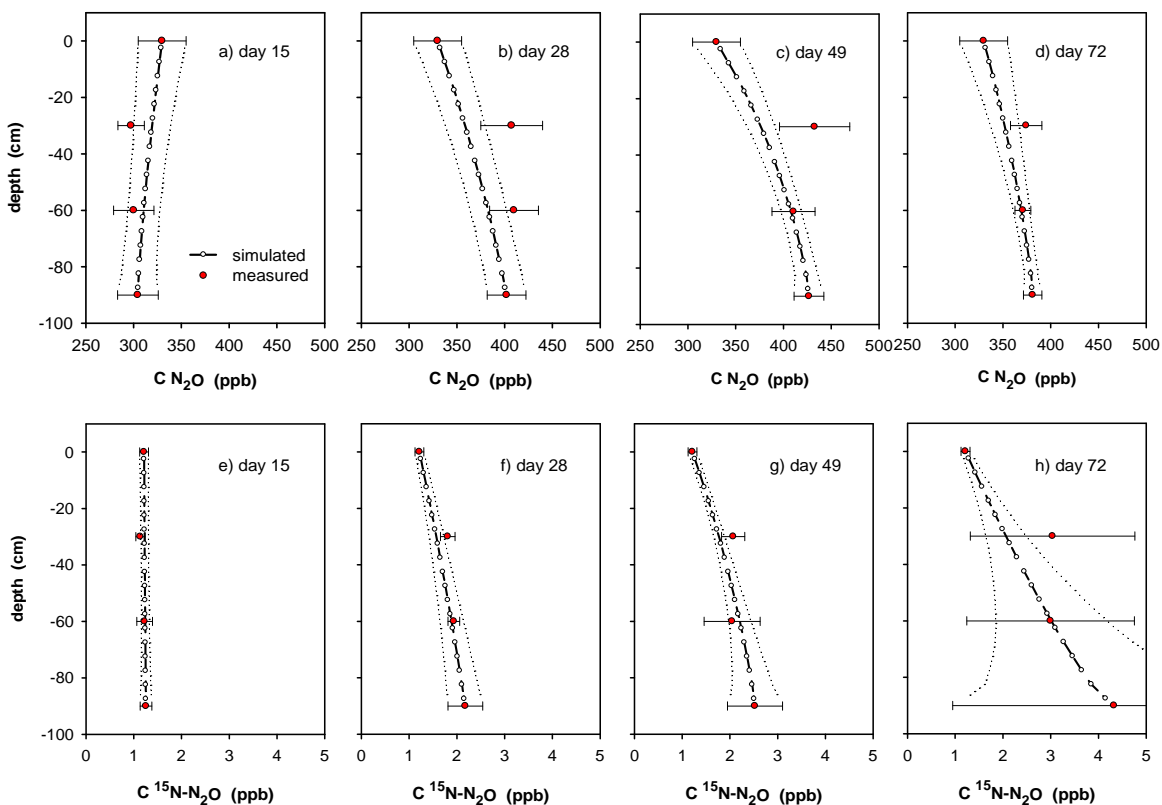 a) day 15
b) day 28
c) day 49
d) day 72
depth (cm)
0
-20
-40
-60
-80
-100
simulated
measured
250 300 350 400 450 500
250 300 350 400 450 500
250 300 350 400 450 500
250 300 350 400 450 500
C N₂O (ppb)
C N₂O (ppb)
C N₂O (ppb)
C N₂O (ppb)
e) day 15
f) day 28
g) day 49
h) day 72
depth (cm)
0
-20
-40
-60
-80
-100
0 1 2 3 4 5
0 1 2 3 4 5
0 1 2 3 4 5
0 1 2 3 4 5
C ¹⁵N-N₂O (ppb)
C ¹⁵N-N₂O (ppb)
C ¹⁵N-N₂O (ppb)
C ¹⁵N-N₂O (ppb)